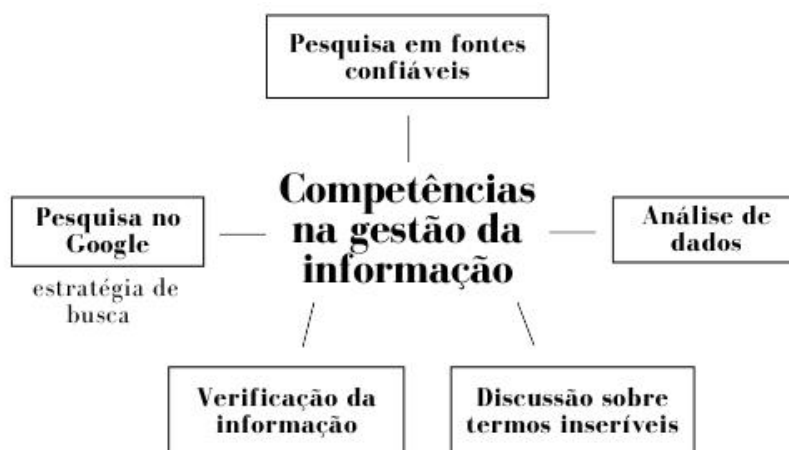 Pesquisa em fontes
confiáveis
Competências
na gestão da
informação
Pesquisa no
Google
estratégia de
busca
Análise de
dados
Verificação da
informação
Discussão sobre
termos inseríveis